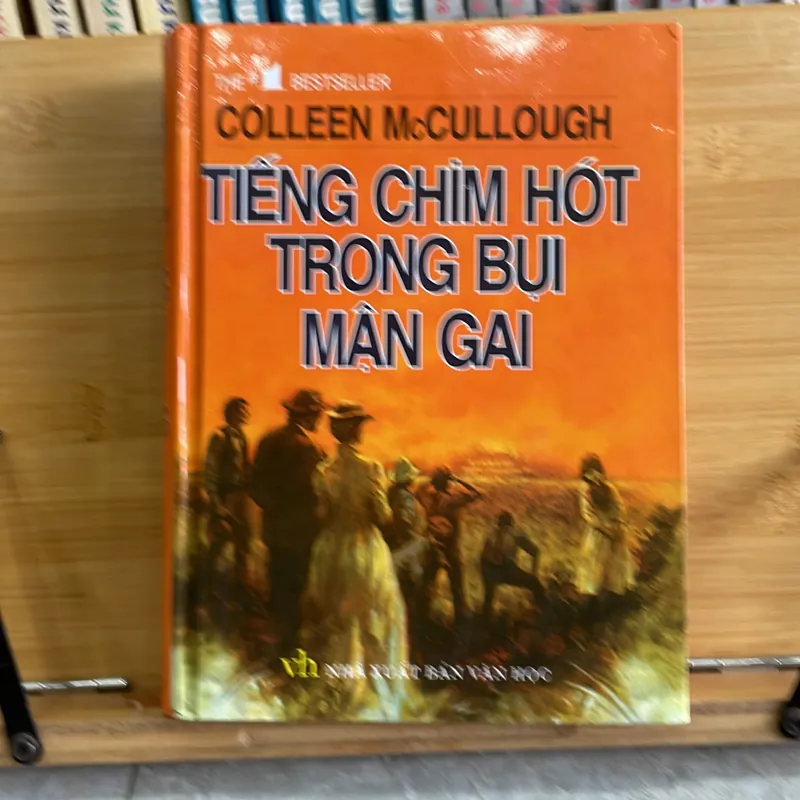 THE #1 BESTSELLER
COLLEEN McCULLOUGH
TIẾNG CHIM HÓT
TRONG BỤI
MẬN GAI
vh NHÀ XUẤT BẢN VĂN HỌC